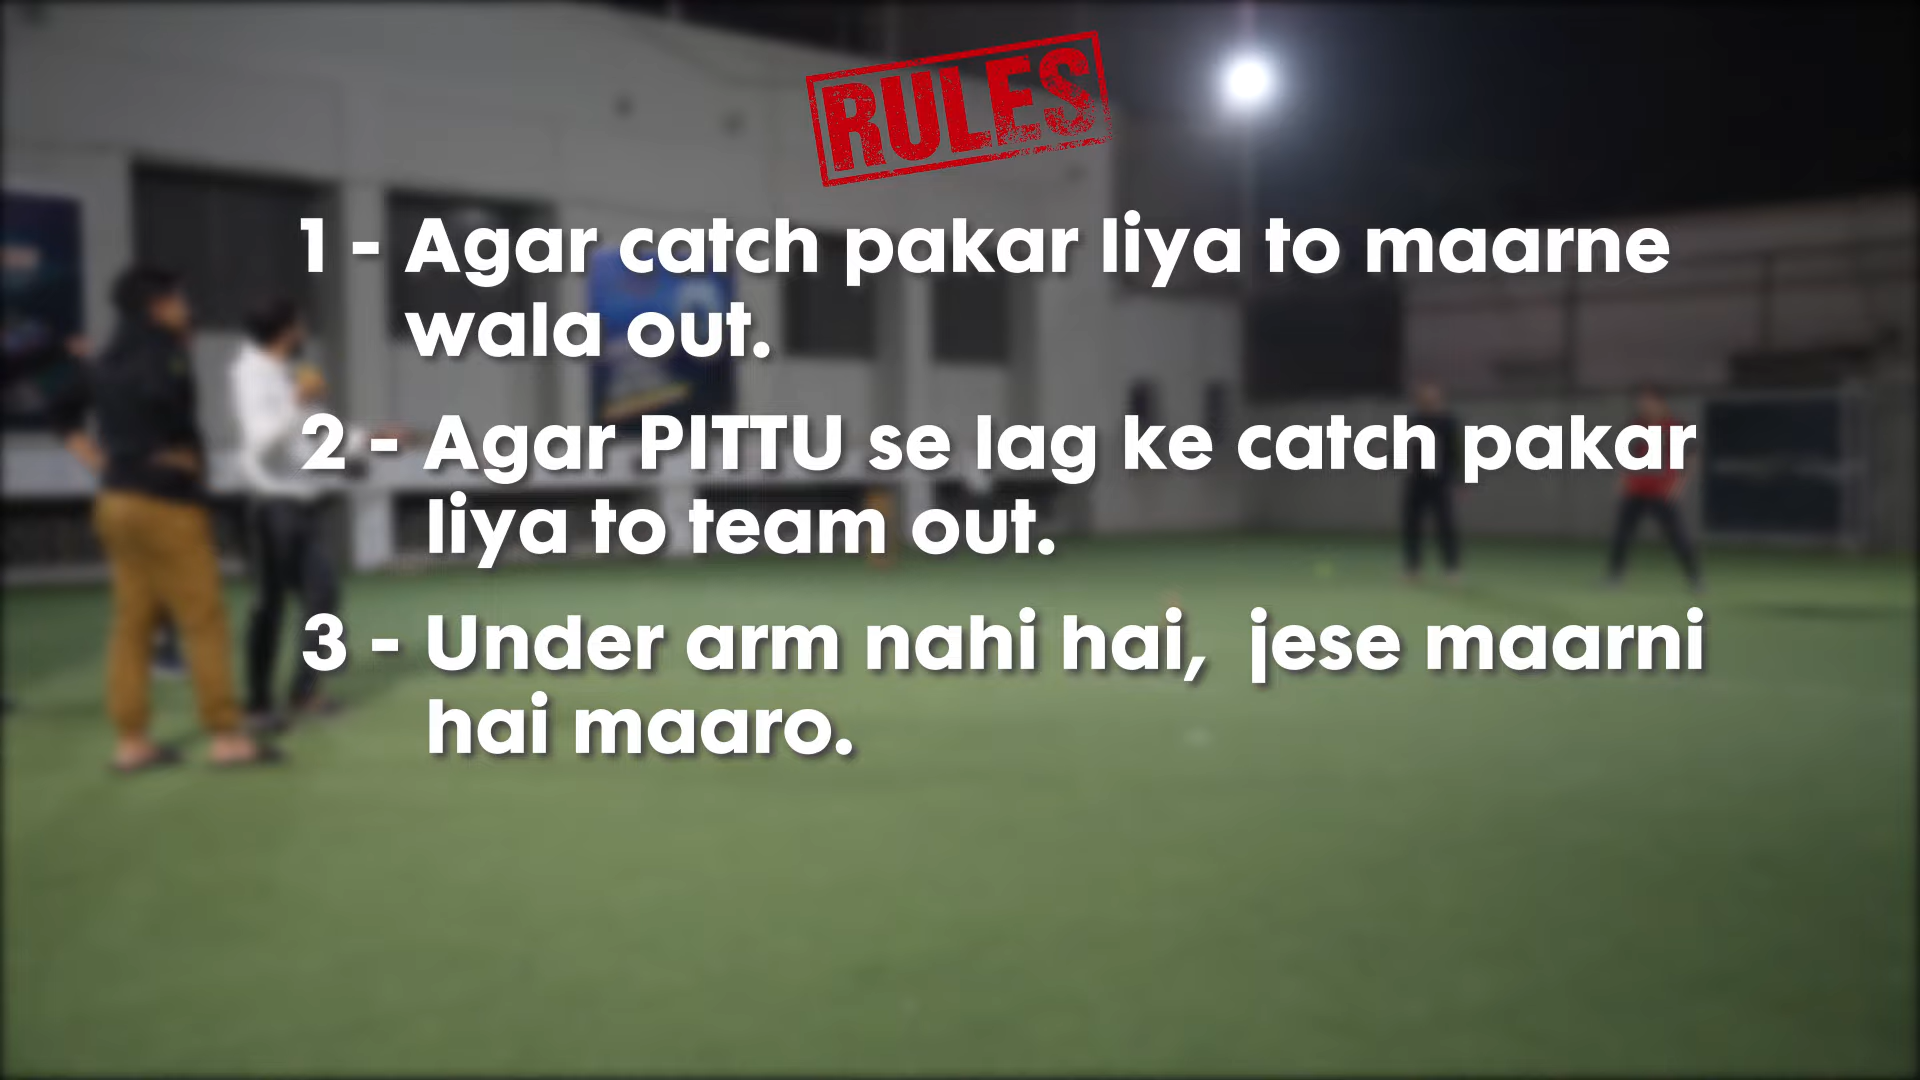 RULES
1 - Agar catch pakar liya to maarne
wala out.
2 - Agar PITTU se lag ke catch pakar
liya to team out.
3 - Under arm nahi hai, jese maarni
hai maaro.